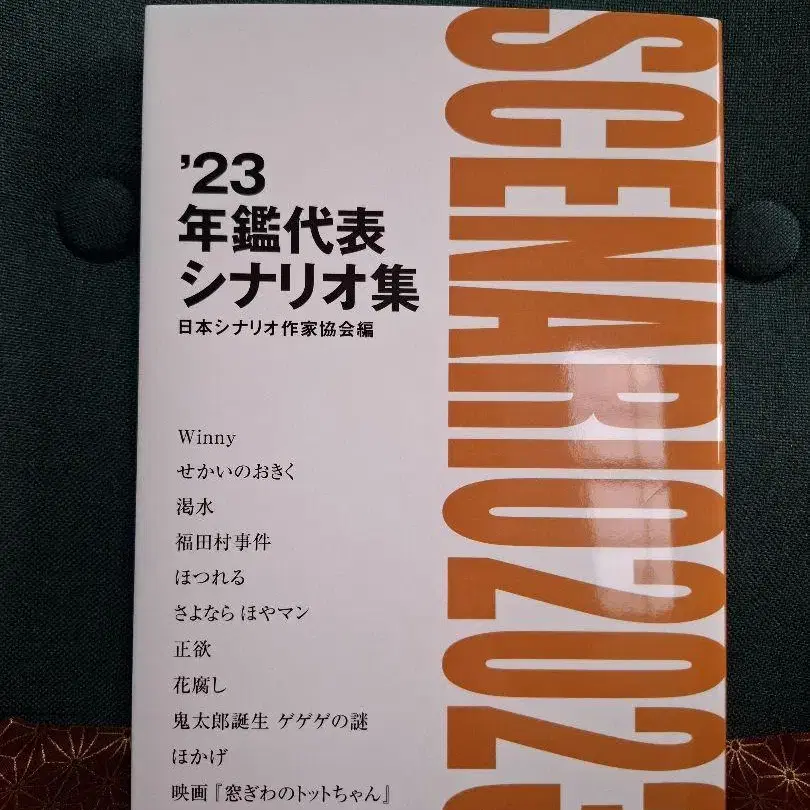 '23
年鑑代表
シナリオ集
日本シナリオ作家協会編
Winny
せかいのおきく
渇水
福田村事件
ほつれる
さよなら ほやマン
正欲
花腐し
鬼太郎誕生 ゲゲゲの謎
ほかげ
映画『窓ぎわのトットちゃん』
SCENARIO202